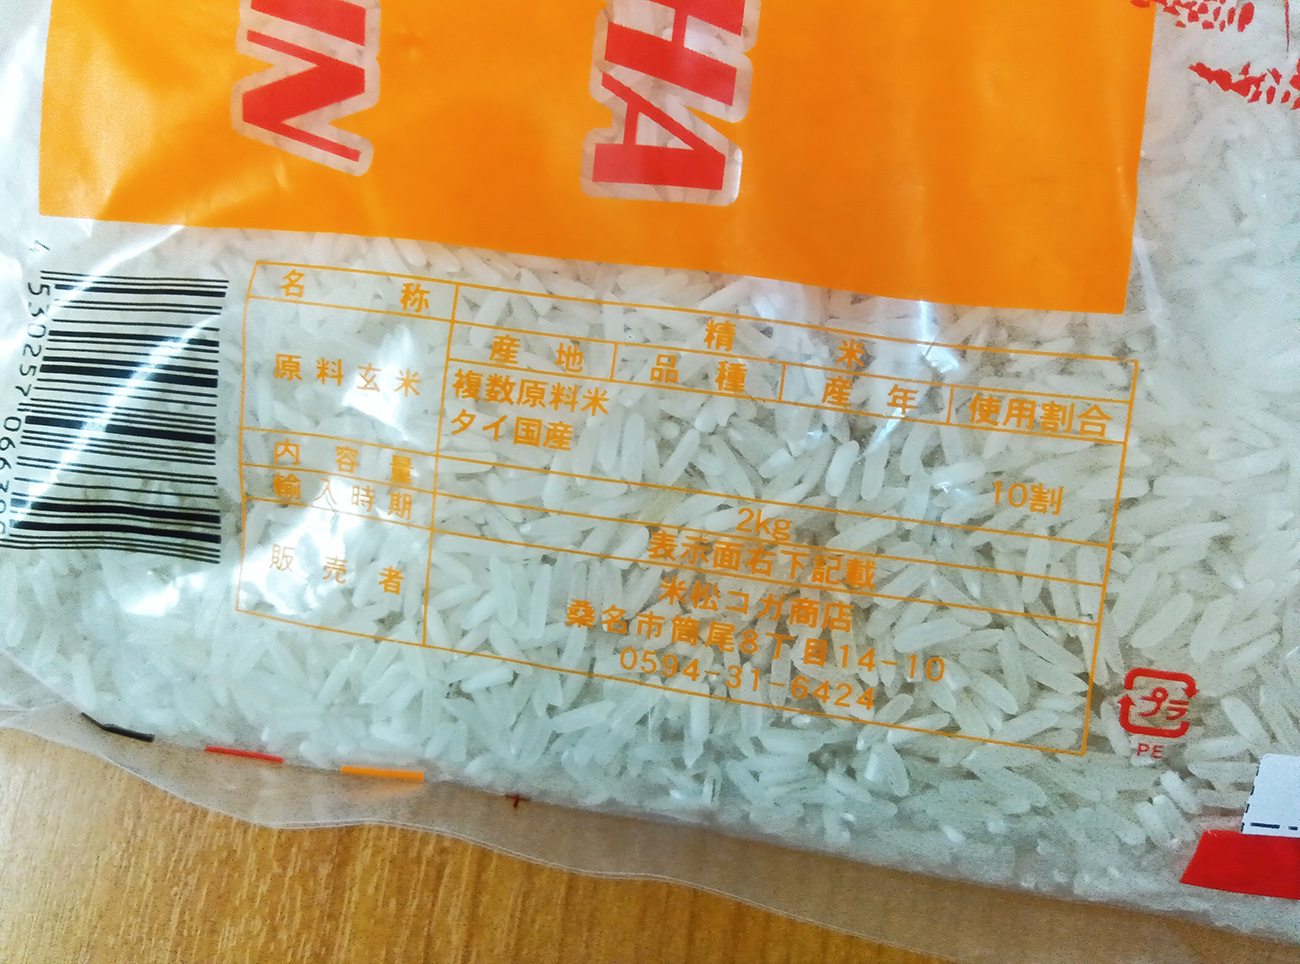 IN
HA
名称 精米
原料玄米 産地 品種 産年 使用割合
複数原料米
タイ国産
10割
内容量 2kg
輸入時期 表示面右下記載
販売者 米松コガ商店
桑名市筒尾8丁目14-10
0594-31-6424
プラ
PE